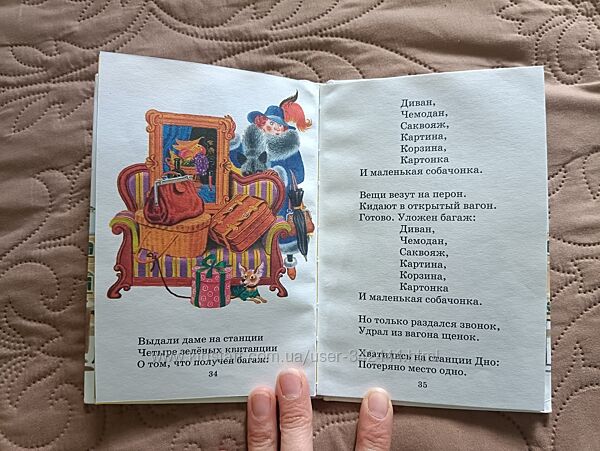 Выдали даме на станции
Четыре зелёных квитанции
О том, что получен багаж:
34
Диван,
Чемодан,
Саквояж,
Картина,
Корзина,
Картонка
И маленькая собачонка.
Вещи везут на перон.
Кидают в открытый вагон.
Готово. Уложен багаж:
Диван,
Чемодан,
Саквояж,
Картина,
Корзина,
Картонка
И маленькая собачонка.
Но только раздался звонок,
Удрал из вагона щенок.
Хватились на станции Дно:
Потеряно место одно.
35